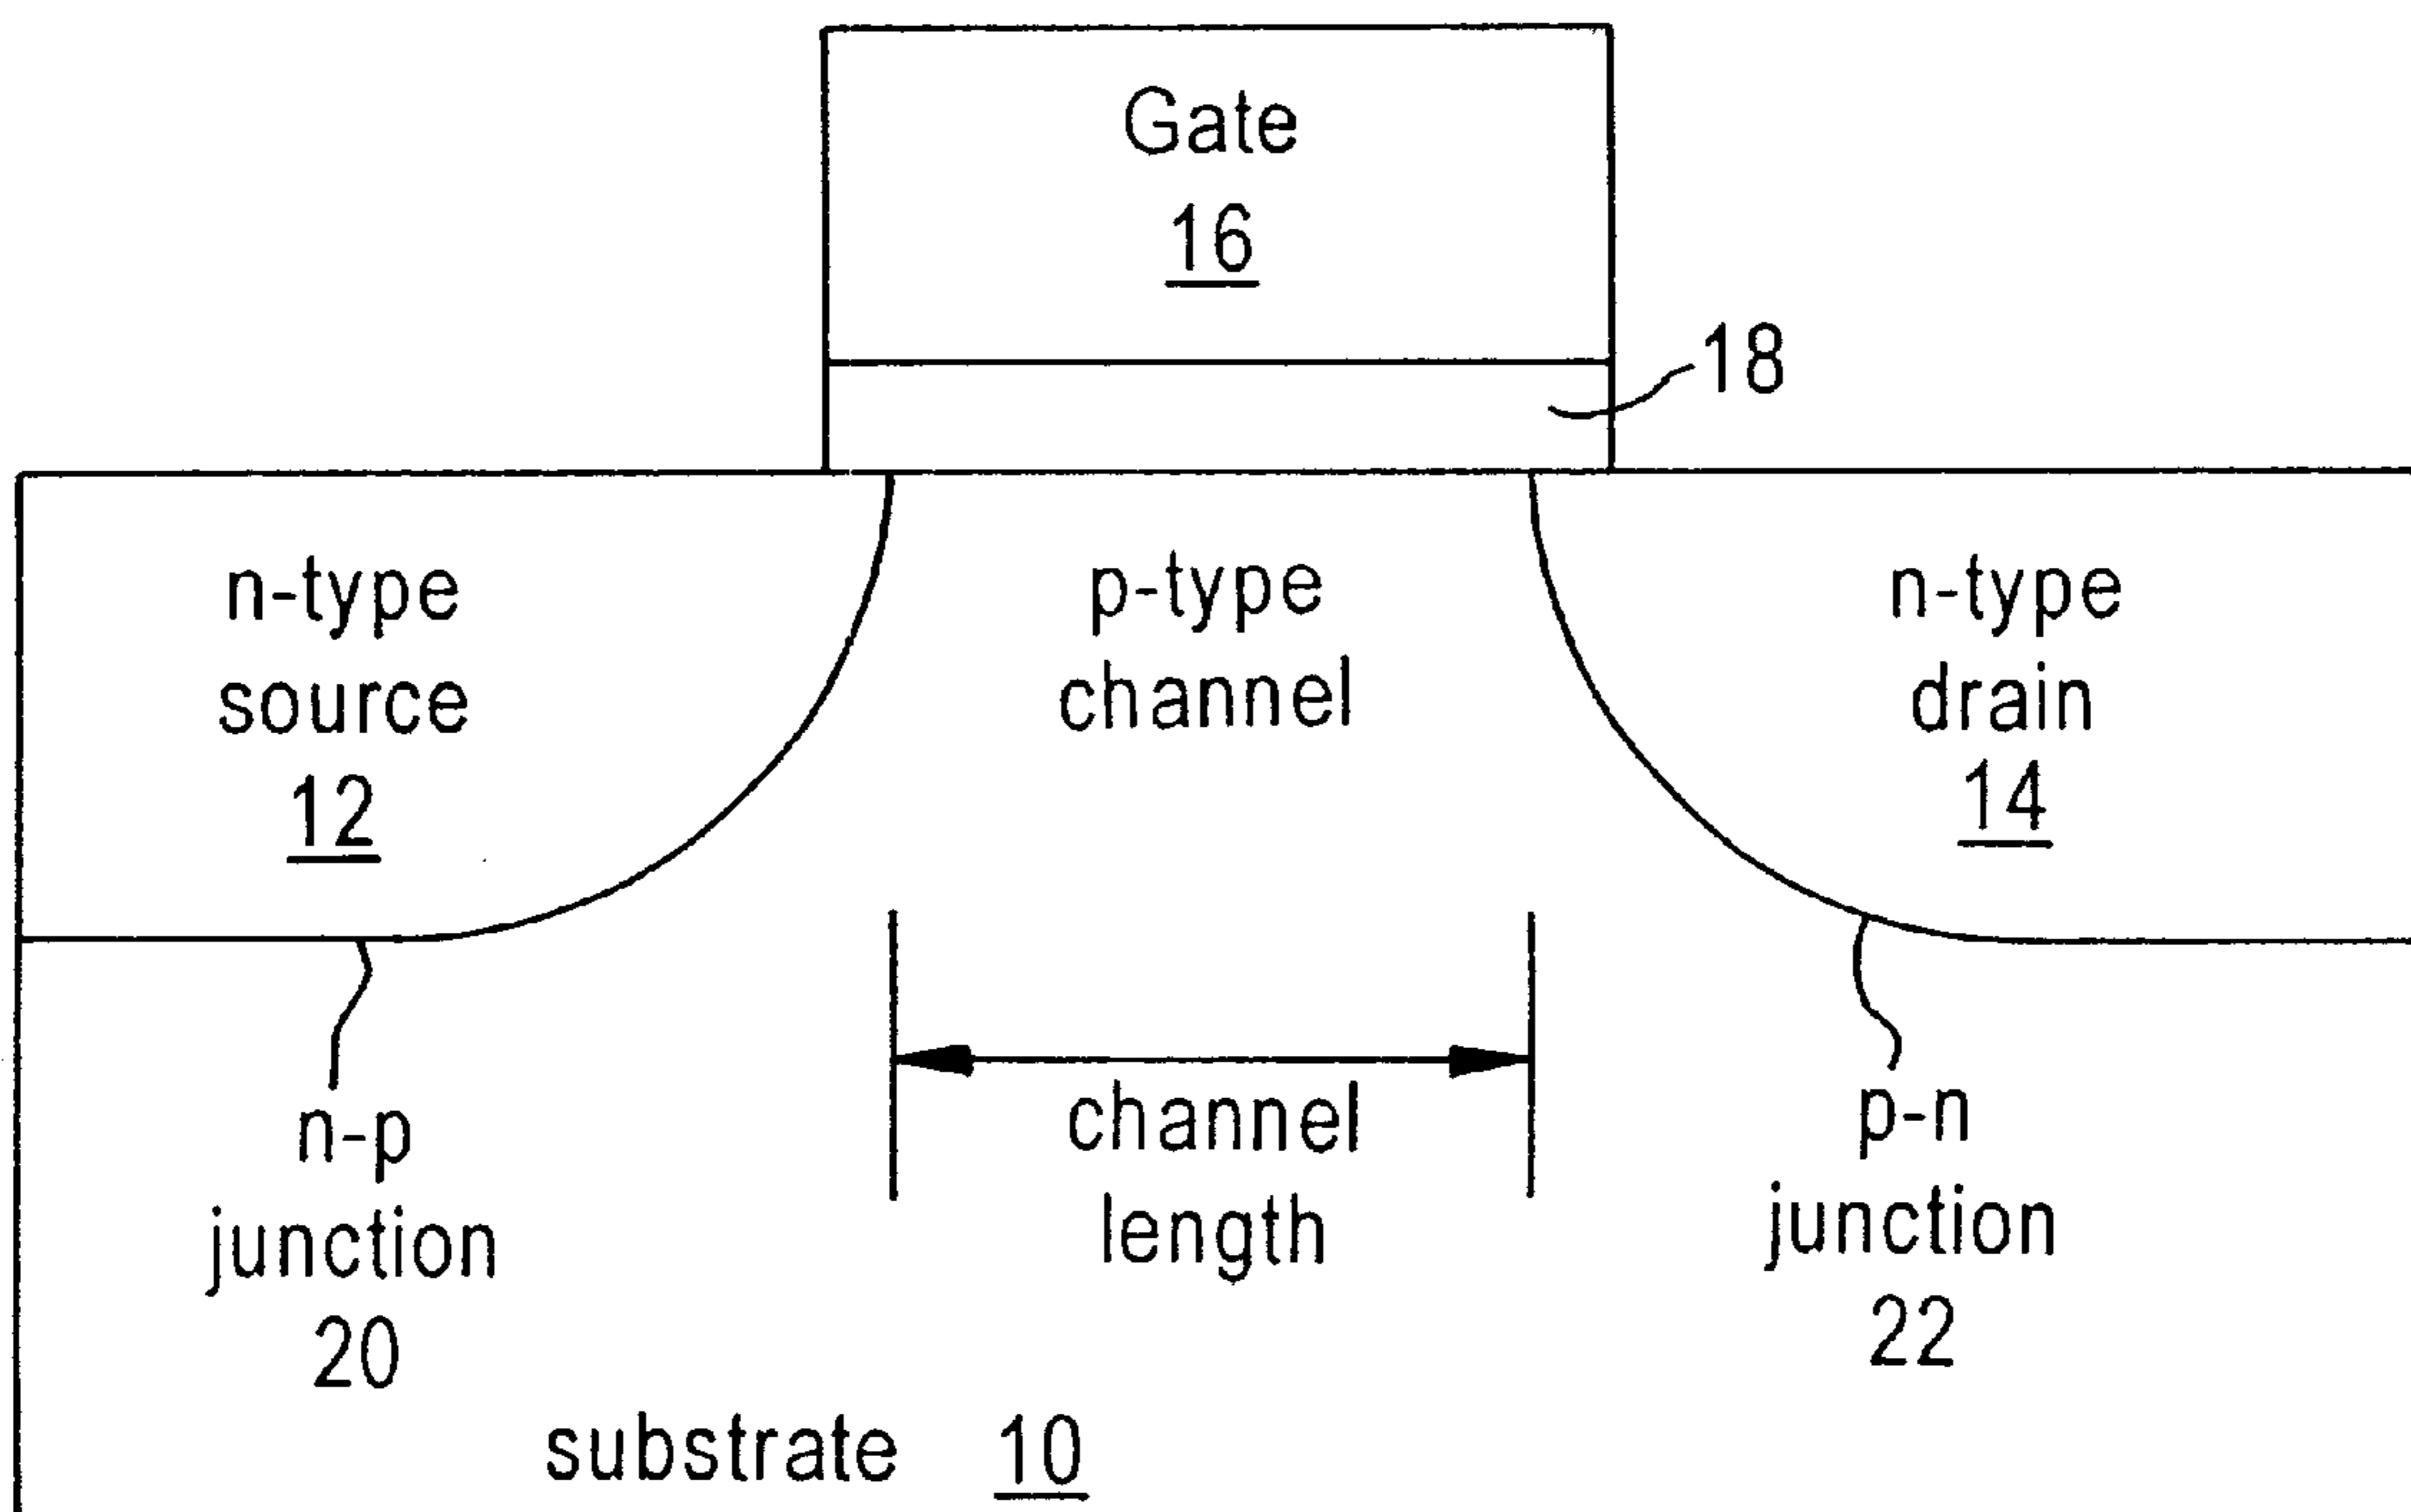 Gate
16
18
n-type
source
12
p-type
channel
n-type
drain
14
n-p
junction
20
channel
length
p-n
junction
22
substrate 10